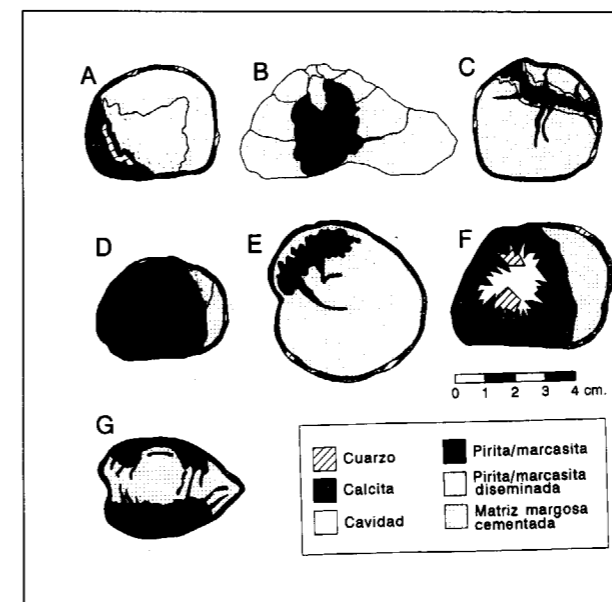 A
B
C
D
E
F
0 1 2 3 4 cm.
G
Cuarzo
Calcita
Cavidad
Pirita/marcasita
Pirita/marcasita
diseminada
Matriz margosa
cementada